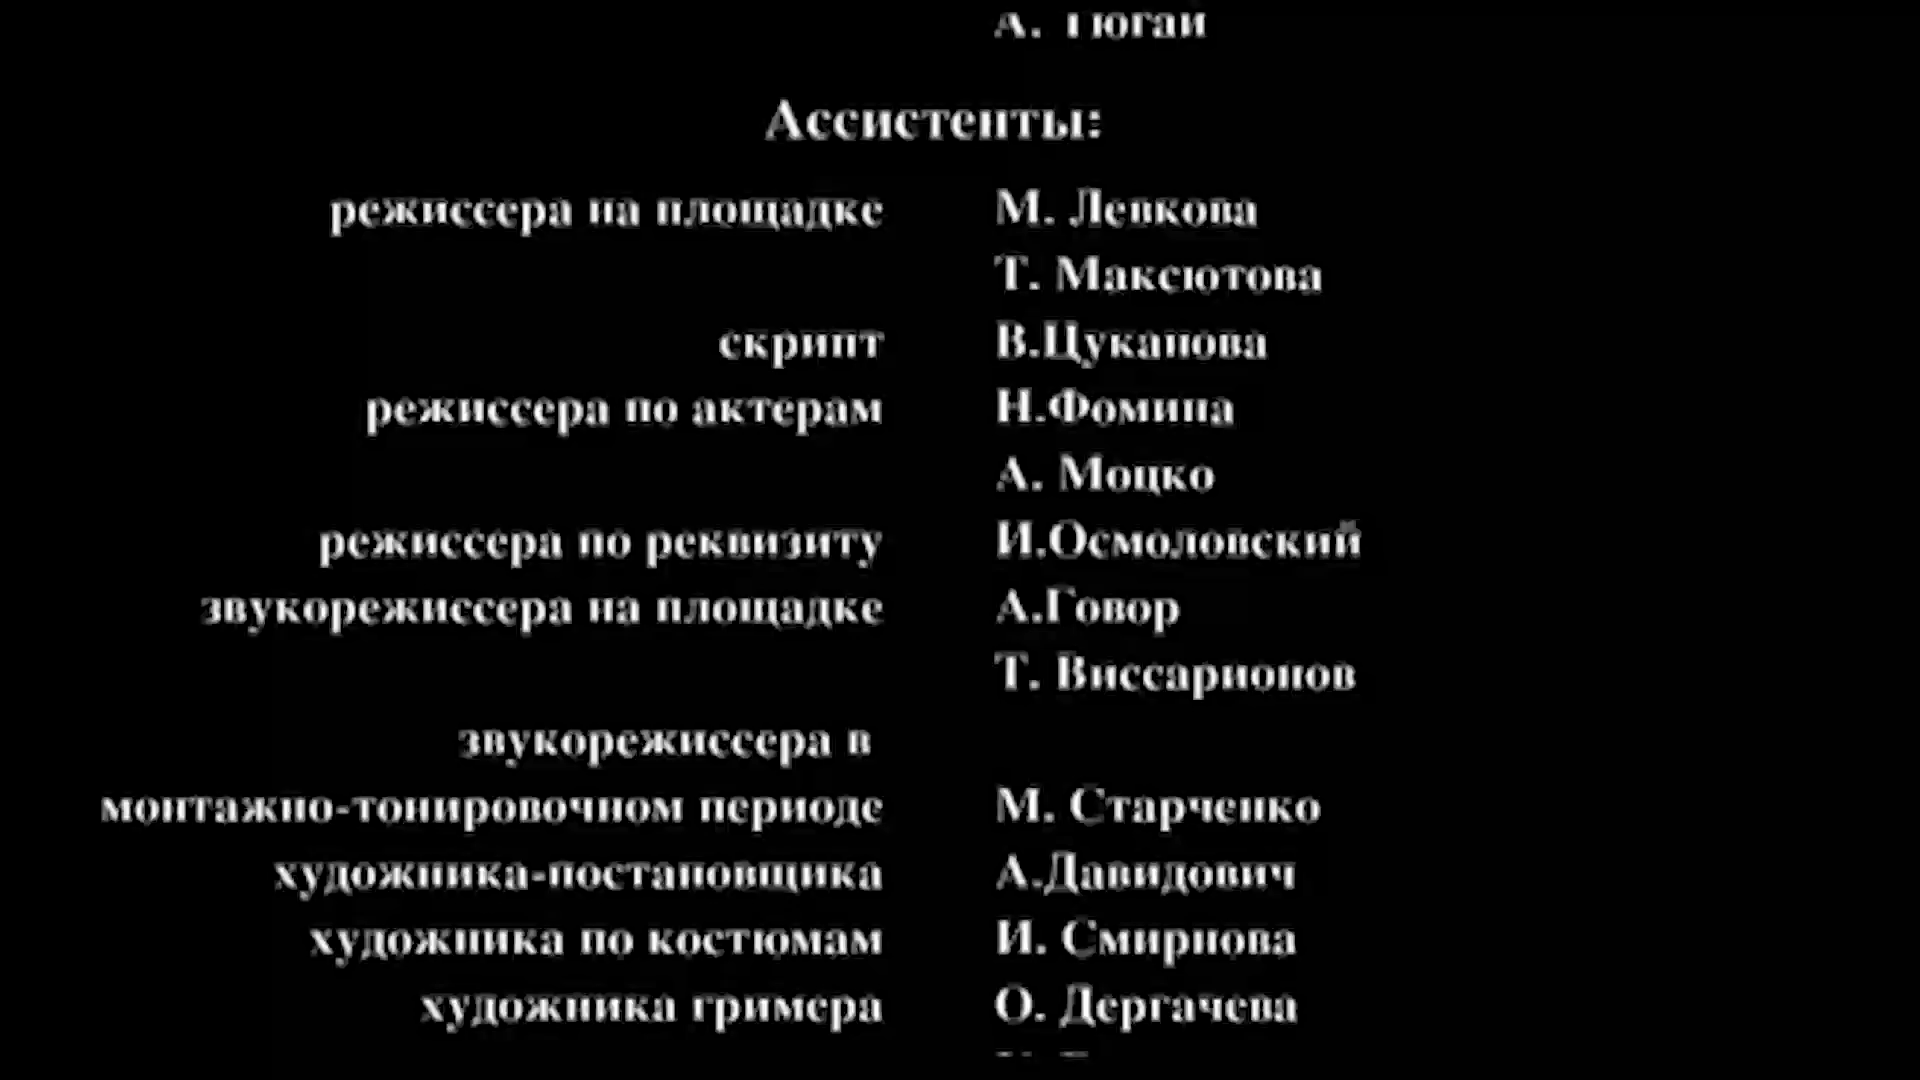 А. Тюгай
Ассистенты:
режиссера на площадке М. Левкова
Т. Максютова
скрипт В.Цуканова
режиссера по актерам Н.Фомина
А. Моцко
режиссера по реквизиту И.Осмоловский
звукорежиссера на площадке А.Говор
Т. Виссарионов
звукорежиссера в
монтажно-тонировочном периоде М. Старченко
художника-постановщика А.Давидович
художника по костюмам И. Смирнова
художника гримера О. Дергачева